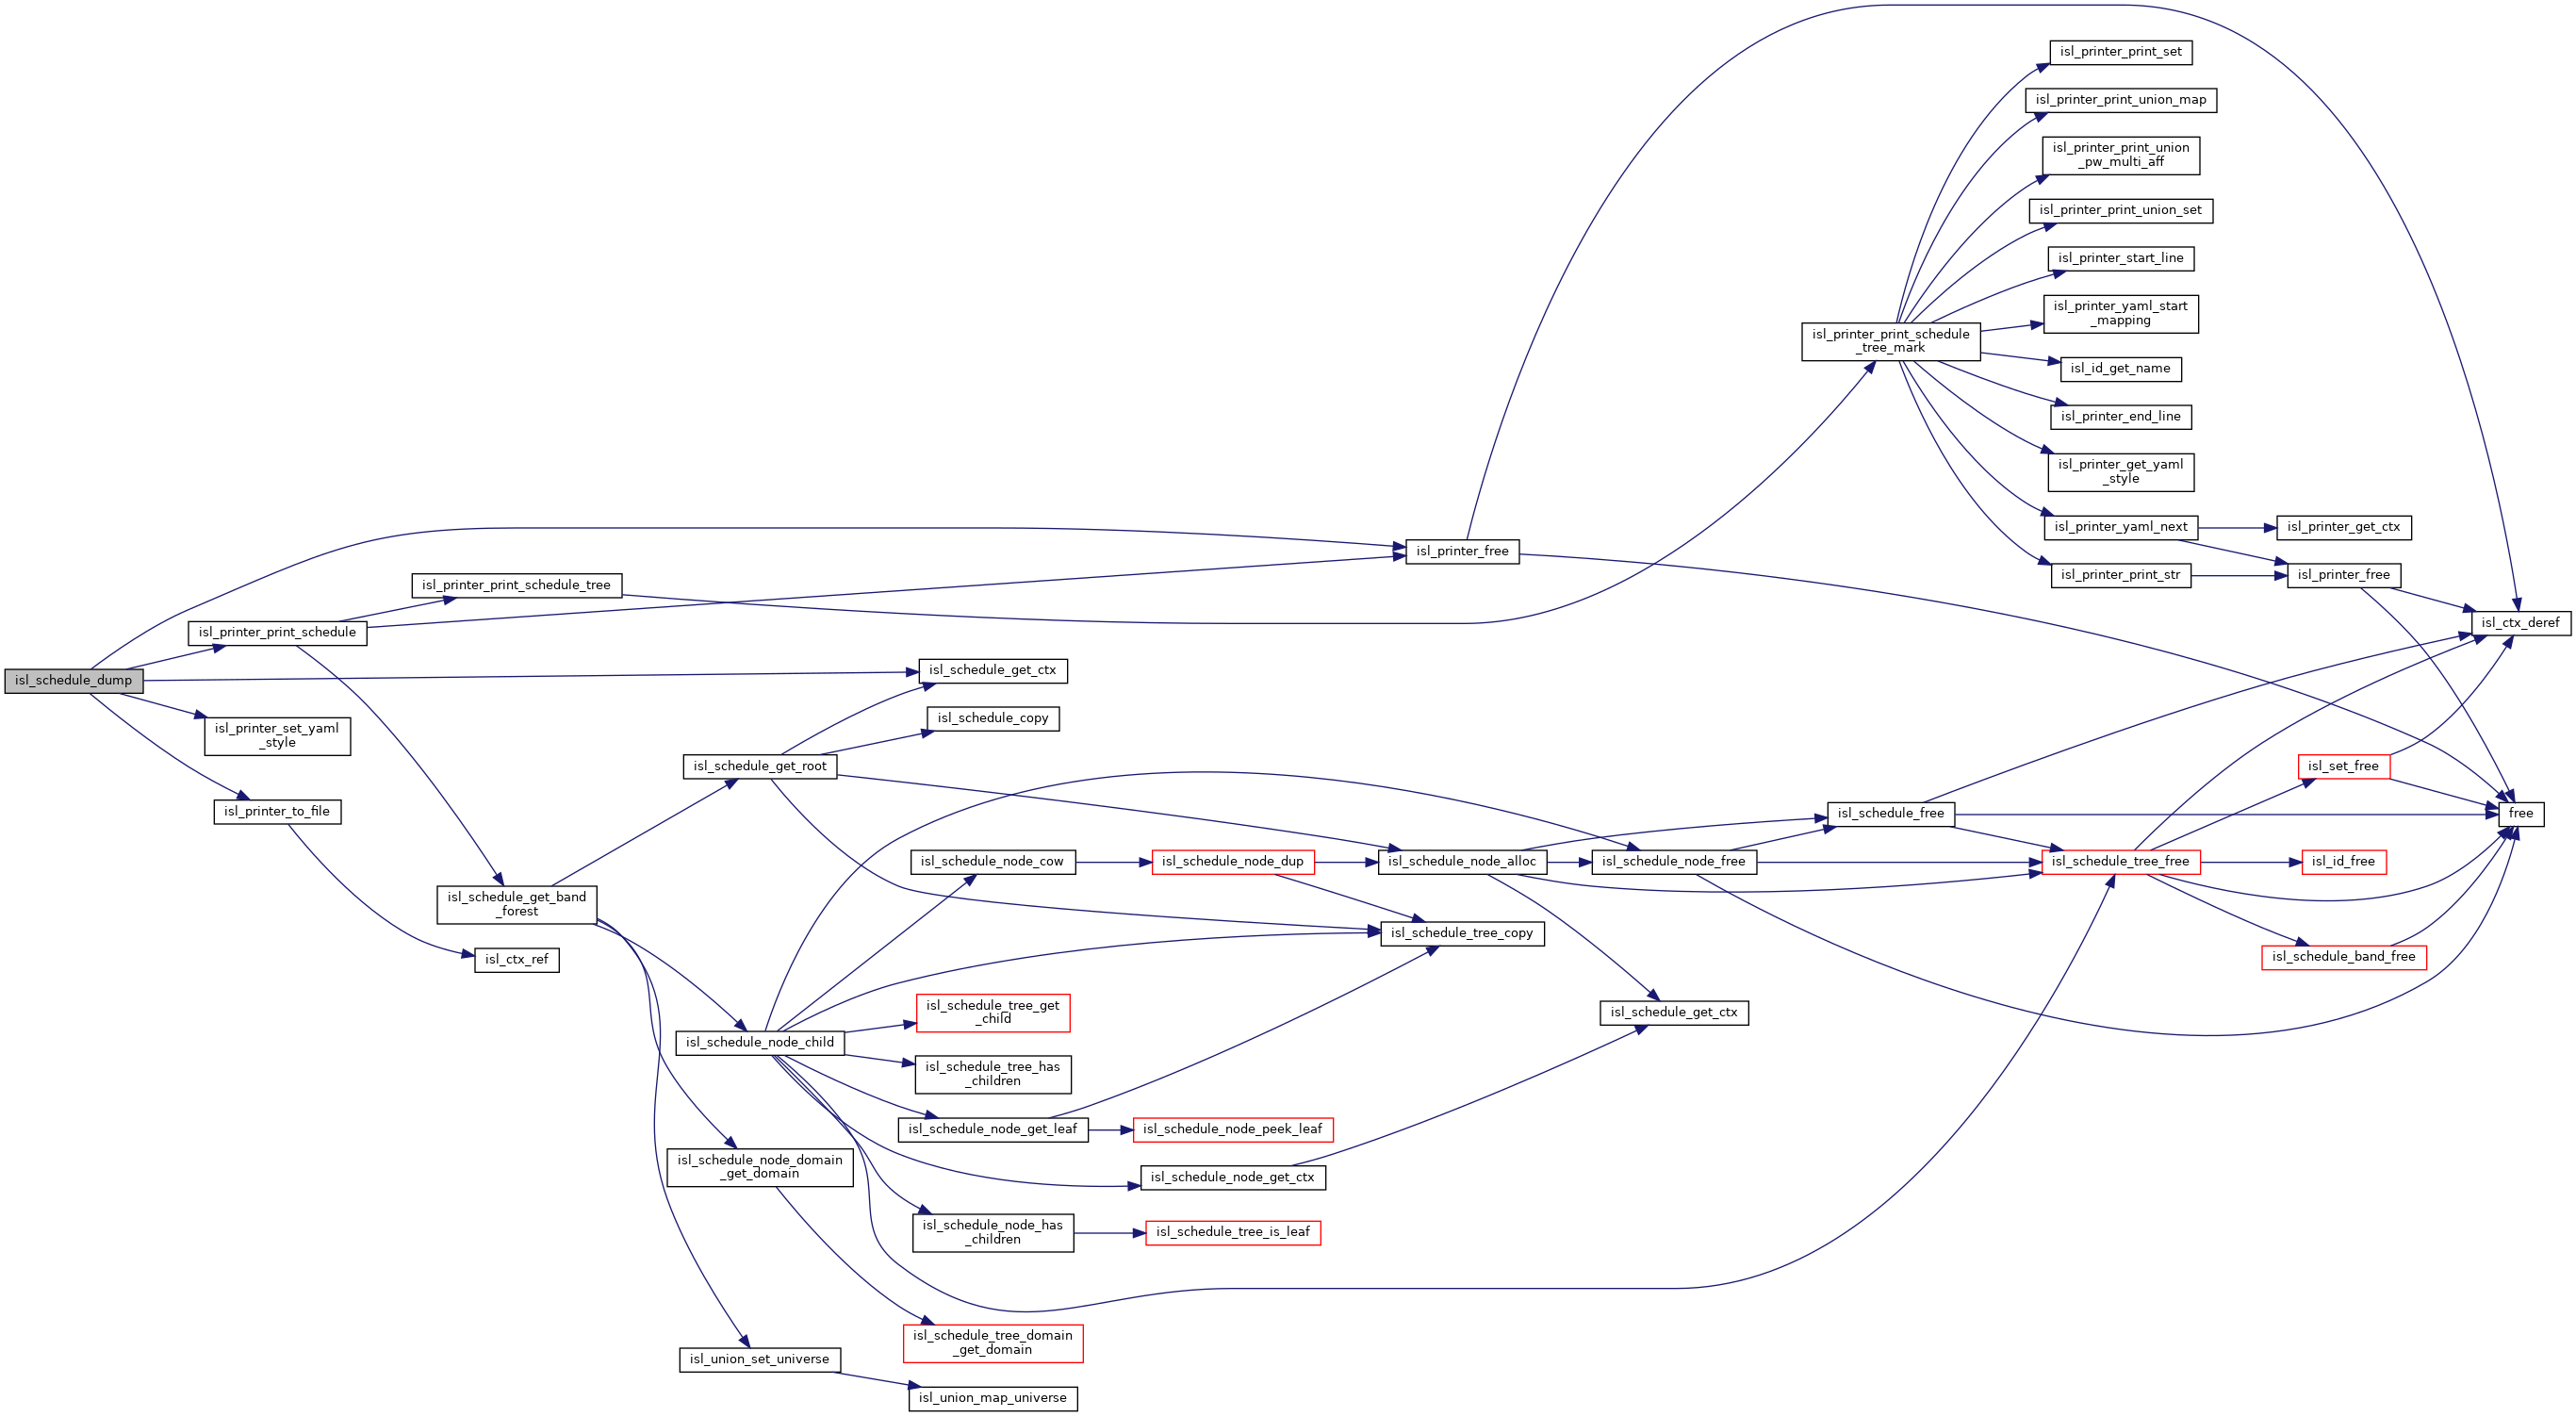 isl_schedule_dump
isl_printer_print_schedule
isl_printer_set_yaml
_style
isl_printer_to_file
isl_printer_print_schedule_tree
isl_schedule_get_band
_forest
isl_ctx_ref
isl_schedule_get_root
isl_schedule_node_child
isl_schedule_node_domain
_get_domain
isl_union_set_universe
isl_schedule_get_ctx
isl_schedule_copy
isl_schedule_node_cow
isl_schedule_tree_get
_child
isl_schedule_tree_has
_children
isl_schedule_node_get_leaf
isl_schedule_node_has
_children
isl_schedule_tree_domain
_get_domain
isl_union_map_universe
isl_schedule_node_dup
isl_schedule_node_peek_leaf
isl_schedule_node_get_ctx
isl_schedule_tree_is_leaf
isl_printer_free
isl_schedule_node_alloc
isl_schedule_tree_copy
isl_schedule_node_free
isl_schedule_get_ctx
isl_printer_print_schedule
_tree_mark
isl_schedule_free
isl_printer_print_set
isl_printer_print_union_map
isl_printer_print_union
_pw_multi_aff
isl_printer_print_union_set
isl_printer_start_line
isl_printer_yaml_start
_mapping
isl_id_get_name
isl_printer_end_line
isl_printer_get_yaml
_style
isl_printer_yaml_next
isl_printer_print_str
isl_schedule_tree_free
isl_printer_get_ctx
isl_printer_free
isl_set_free
isl_id_free
isl_schedule_band_free
isl_ctx_deref
free